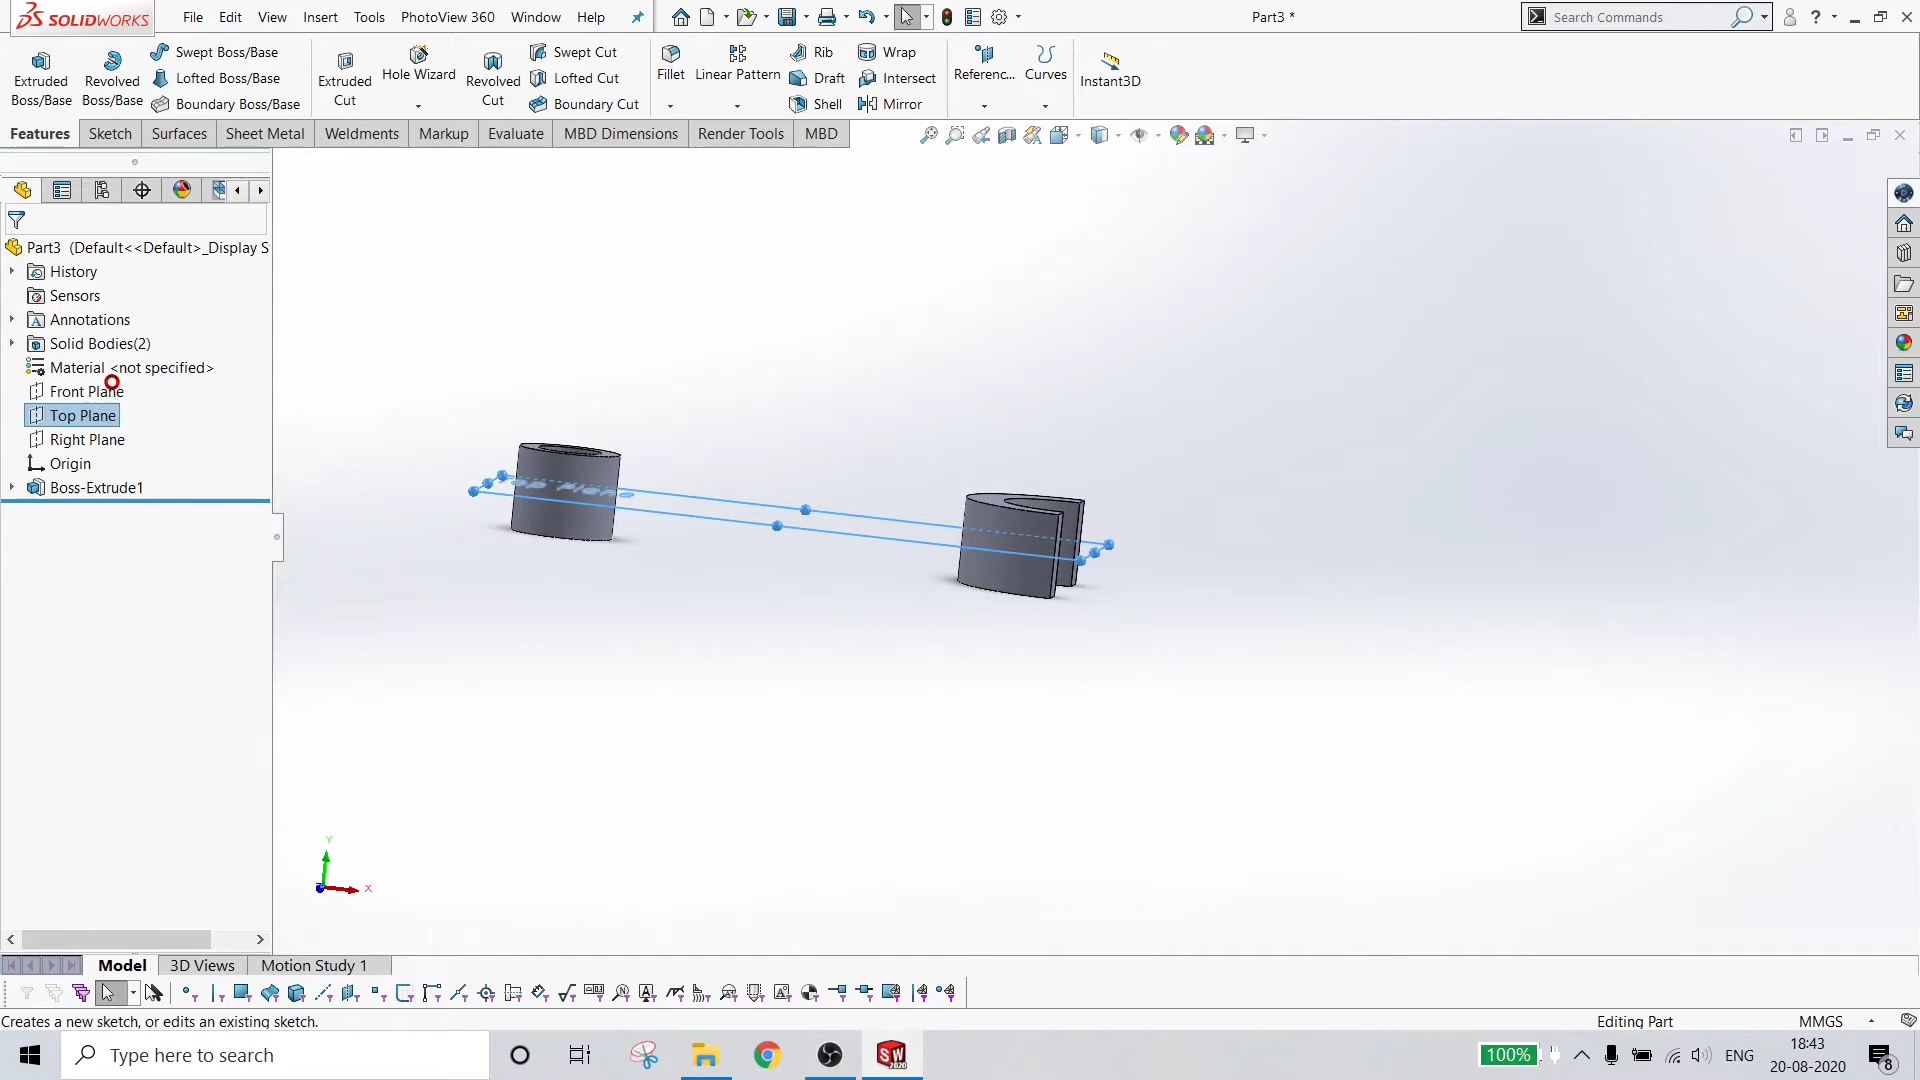 SOLIDWORKS
File Edit View Insert Tools PhotoView 360 Window Help
Part3 *
Search Commands
Extruded Boss/Base
Revolved Boss/Base
Swept Boss/Base
Lofted Boss/Base
Boundary Boss/Base
Extruded Cut
Hole Wizard
Revolved Cut
Swept Cut
Lofted Cut
Boundary Cut
Fillet
Linear Pattern
Rib
Draft
Shell
Wrap
Intersect
Mirror
Referenc...
Curves
Instant3D
Features Sketch Surfaces Sheet Metal Weldments Markup Evaluate MBD Dimensions Render Tools MBD
Part3 (Default<<Default>_Display S
History
Sensors
Annotations
Solid Bodies(2)
Material <not specified>
Front Plane
Top Plane
Right Plane
Origin
Boss-Extrude1
Y
X
Model 3D Views Motion Study 1
Creates a new sketch, or edits an existing sketch.
Editing Part
MMGS
Type here to search
100%
ENG
18:43
20-08-2020
8